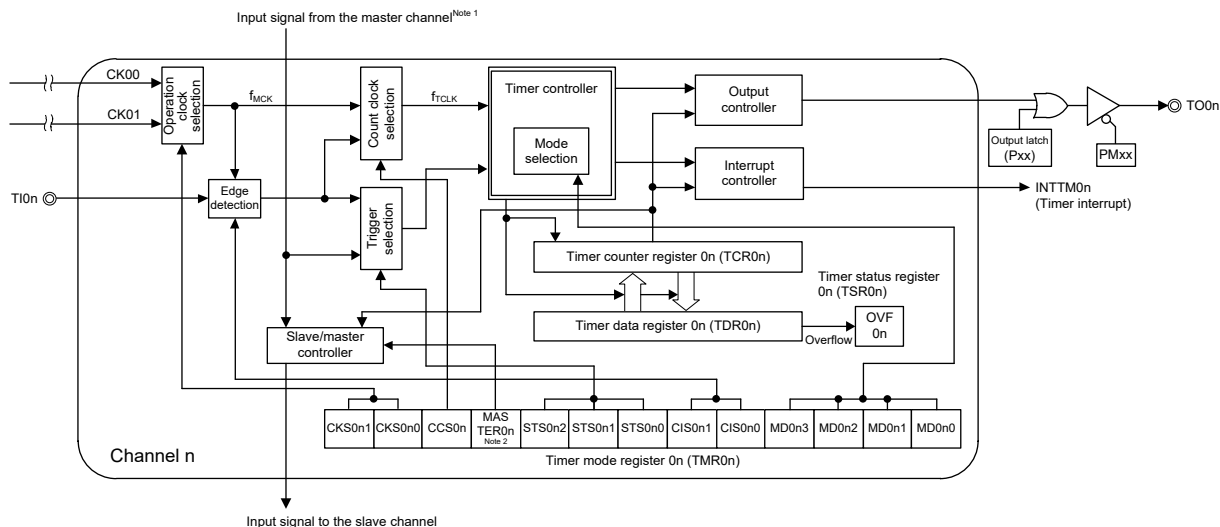 Input signal from the master channel Note 1
CK00
CK01
Operation
clock
selection
fMCK
Count clock
selection
fTCLK
Timer controller
Mode
selection
Output
controller
TO0n
Output latch
(Pxx)
PMxx
Interrupt
controller
INTTM0n
(Timer interrupt)
TI0n
Edge
detection
Trigger
selection
Timer counter register 0n (TCR0n)
Timer status register
0n (TSR0n)
Slave/master
controller
Timer data register 0n (TDR0n)
Overflow
OVF
0n
CKS0n1
CKS0n0
CCS0n
MAS
TER0n
Note 2
STS0n2
STS0n1
STS0n0
CIS0n1
CIS0n0
MD0n3
MD0n2
MD0n1
MD0n0
Channel n
Timer mode register 0n (TMR0n)
Input signal to the slave channel